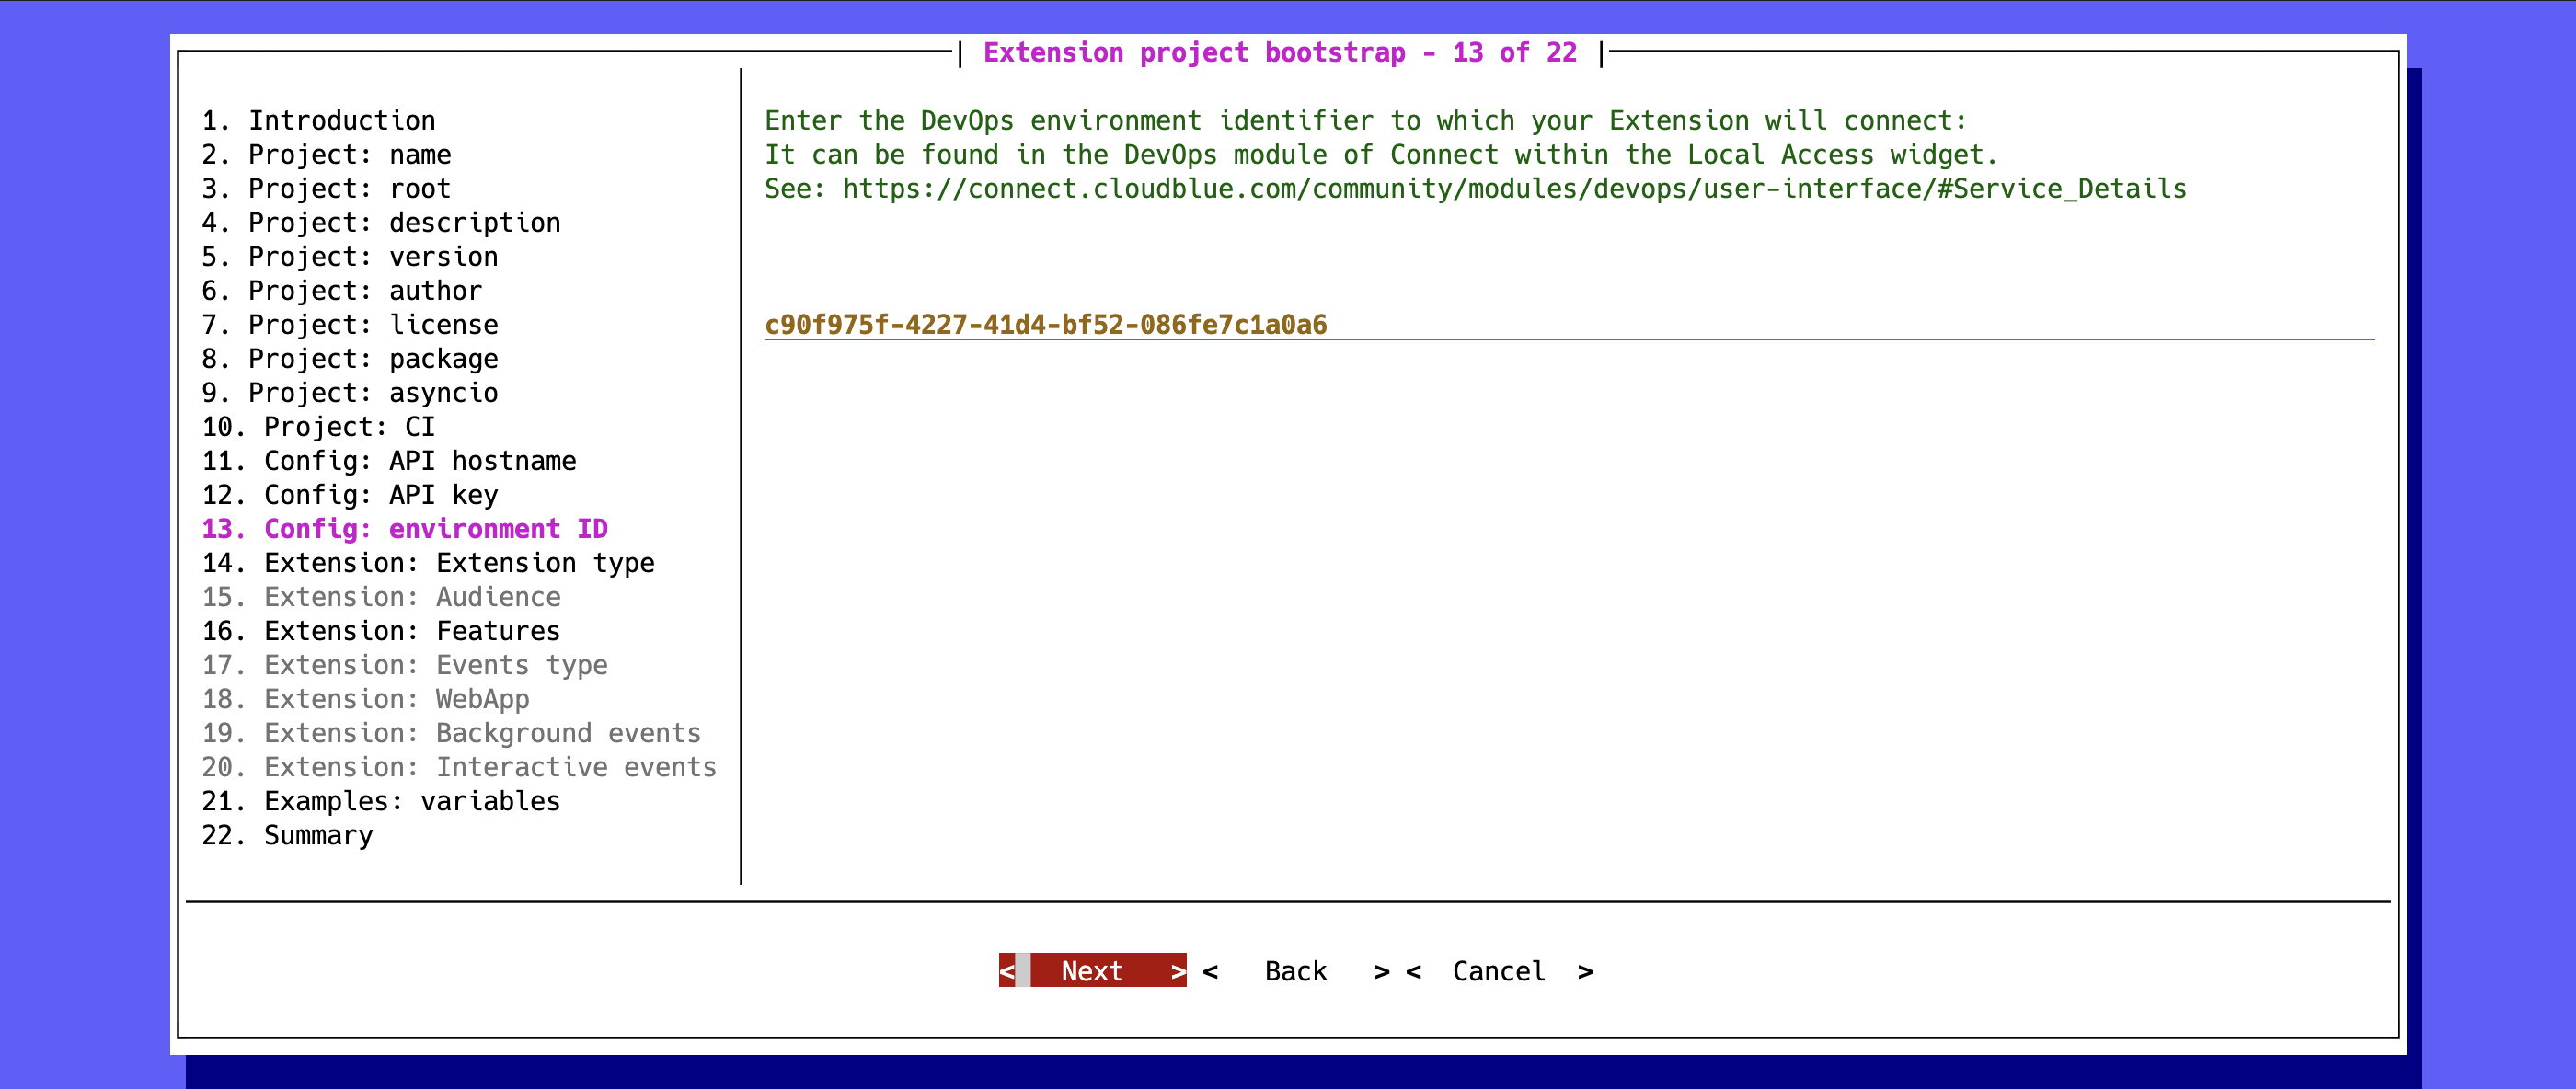 Extension project bootstrap - 13 of 22
1. Introduction
2. Project: name
3. Project: root
4. Project: description
5. Project: version
6. Project: author
7. Project: license
8. Project: package
9. Project: asyncio
10. Project: CI
11. Config: API hostname
12. Config: API key
13. Config: environment ID
14. Extension: Extension type
15. Extension: Audience
16. Extension: Features
17. Extension: Events type
18. Extension: WebApp
19. Extension: Background events
20. Extension: Interactive events
21. Examples: variables
22. Summary
Enter the DevOps environment identifier to which your Extension will connect:
It can be found in the DevOps module of Connect within the Local Access widget.
See: https://connect.cloudblue.com/community/modules/devops/user-interface/#Service_Details
c90f975f-4227-41d4-bf52-086fe7c1a0a6
< Next > < Back > < Cancel >